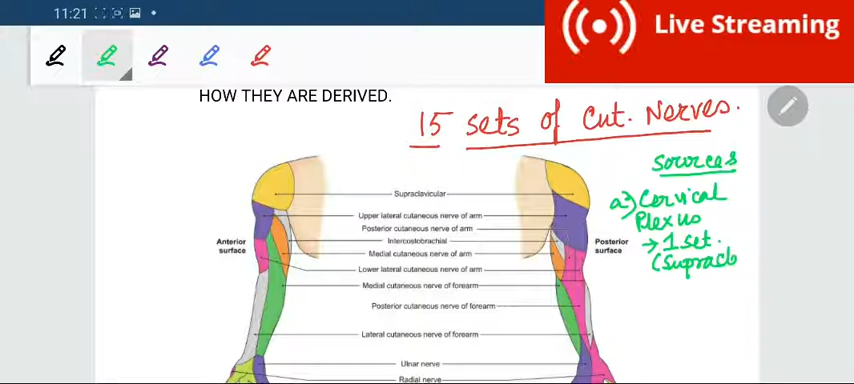 11:21
Live Streaming
HOW THEY ARE DERIVED.
15 sets of Cut. Nerves.
Sources
a) Cervical
Plexus
→ 1 set.
(Supracb
Supraclavicular
Upper lateral cutaneous nerve of arm
Posterior cutaneous nerve of arm
Intercostobrachial
Medial cutaneous nerve of arm
Lower lateral cutaneous nerve of arm
Medial cutaneous nerve of forearm
Posterior cutaneous nerve of forearm
Lateral cutaneous nerve of forearm
Ulnar nerve
Radial nerve
Anterior
surface
Posterior
surface